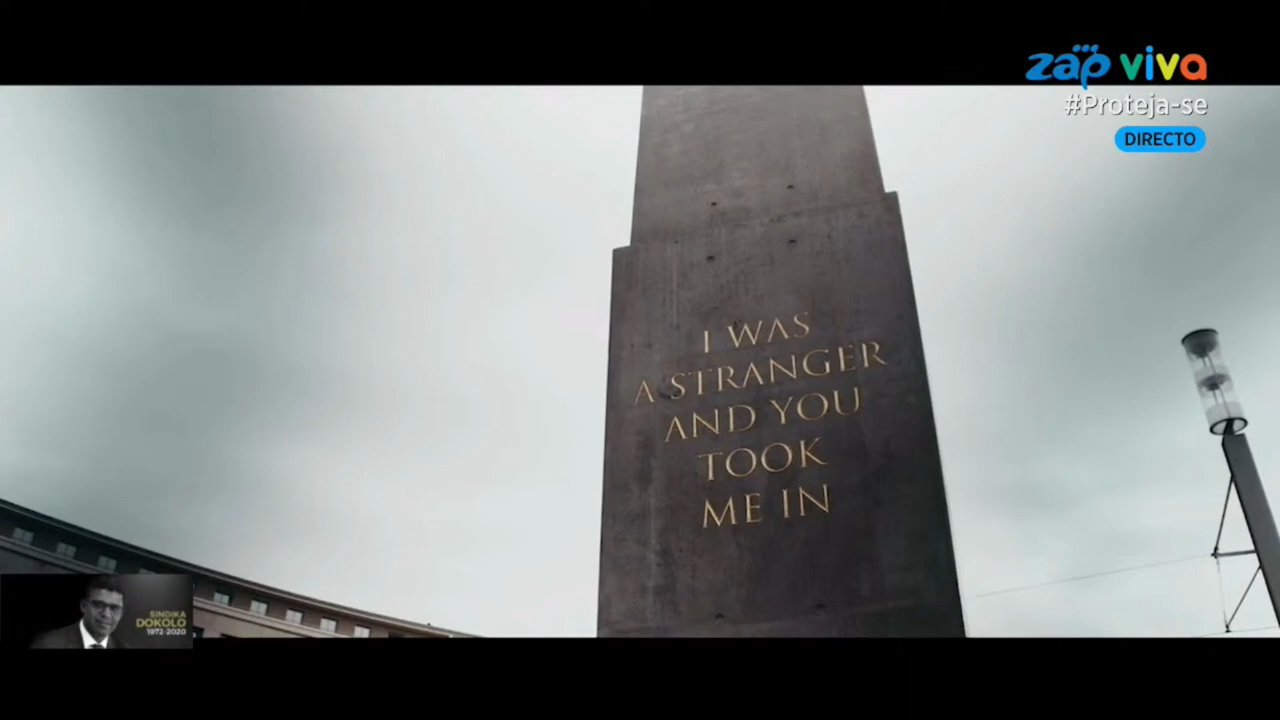 zap viva
#Proteja-se
DIRECTO
I WAS
A STRANGER
AND YOU
TOOK
ME IN
SINDIKA
DOKOLO
1972-2020